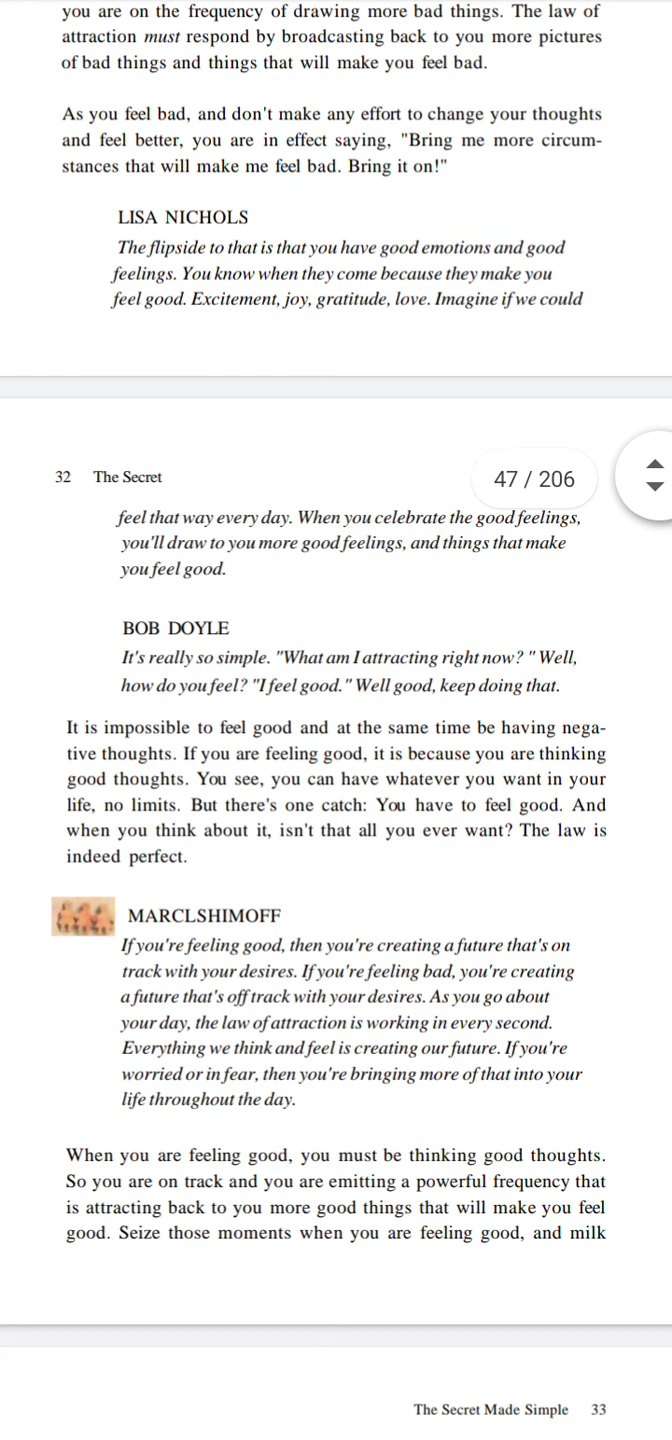 you are on the frequency of drawing more bad things. The law of
attraction must respond by broadcasting back to you more pictures
of bad things and things that will make you feel bad.
As you feel bad, and don't make any effort to change your thoughts
and feel better, you are in effect saying, "Bring me more circum-
stances that will make me feel bad. Bring it on!"
LISA NICHOLS
The flipside to that is that you have good emotions and good
feelings. You know when they come because they make you
feel good. Excitement, joy, gratitude, love. Imagine if we could
32 The Secret
47 / 206
feel that way every day. When you celebrate the good feelings,
you'll draw to you more good feelings, and things that make
you feel good.
BOB DOYLE
It's really so simple. "What am I attracting right now? " Well,
how do you feel? "I feel good." Well good, keep doing that.
It is impossible to feel good and at the same time be having nega-
tive thoughts. If you are feeling good, it is because you are thinking
good thoughts. You see, you can have whatever you want in your
life, no limits. But there's one catch: You have to feel good. And
when you think about it, isn't that all you ever want? The law is
indeed perfect.
MARCLSHIMOFF
If you're feeling good, then you're creating a future that's on
track with your desires. If you're feeling bad, you're creating
a future that's off track with your desires. As you go about
your day, the law of attraction is working in every second.
Everything we think and feel is creating our future. If you're
worried or in fear, then you're bringing more of that into your
life throughout the day.
When you are feeling good, you must be thinking good thoughts.
So you are on track and you are emitting a powerful frequency that
is attracting back to you more good things that will make you feel
good. Seize those moments when you are feeling good, and milk
The Secret Made Simple 33